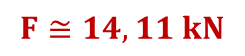 F ≅ 14, 11 kN